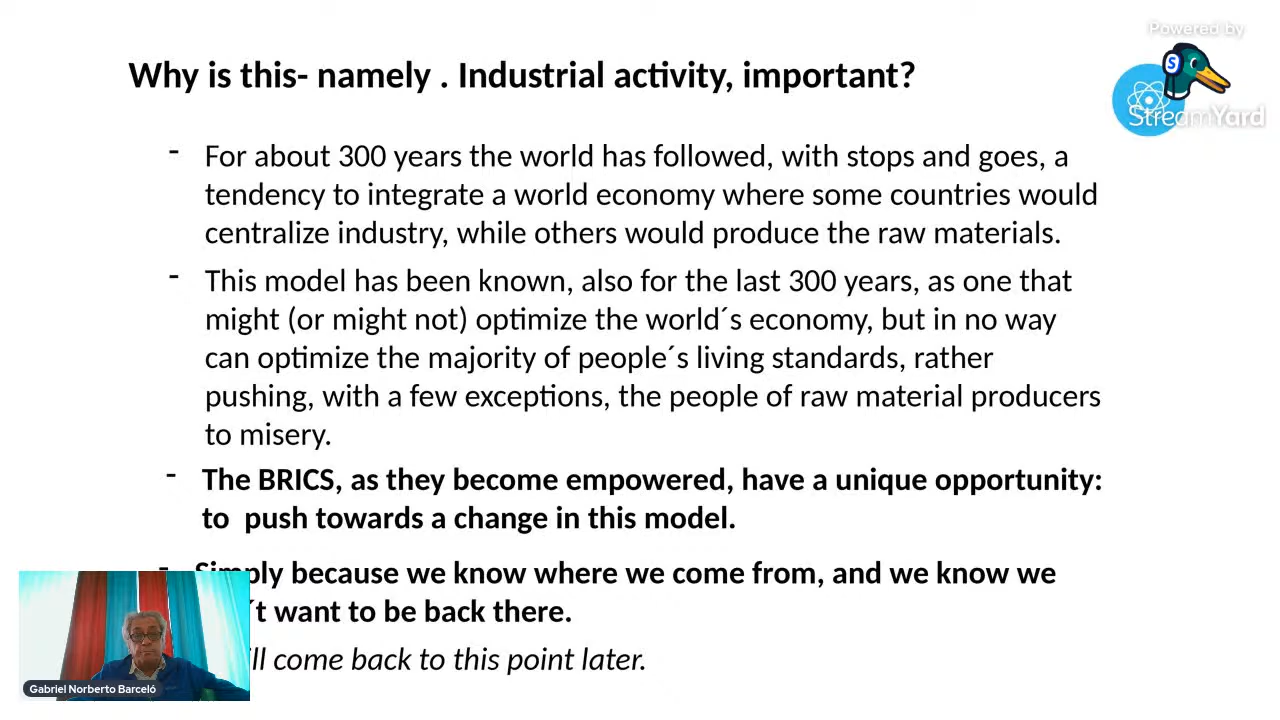 Powered by
StreamYard
Why is this- namely . Industrial activity, important?
- For about 300 years the world has followed, with stops and goes, a
tendency to integrate a world economy where some countries would
centralize industry, while others would produce the raw materials.
- This model has been known, also for the last 300 years, as one that
might (or might not) optimize the world´s economy, but in no way
can optimize the majority of people´s living standards, rather
pushing, with a few exceptions, the people of raw material producers
to misery.
- The BRICS, as they become empowered, have a unique opportunity:
to push towards a change in this model.
- Simply because we know where we come from, and we know we
´t want to be back there.
ll come back to this point later.
Gabriel Norberto Barceló